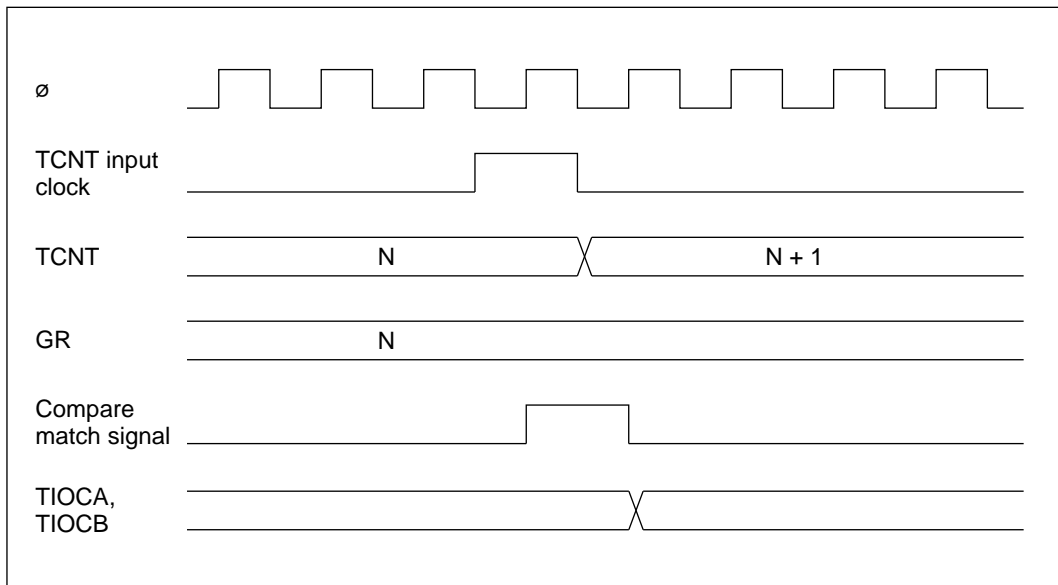 ø
TCNT input
clock
TCNT
N
N + 1
GR
N
Compare
match signal
TIOCA,
TIOCB